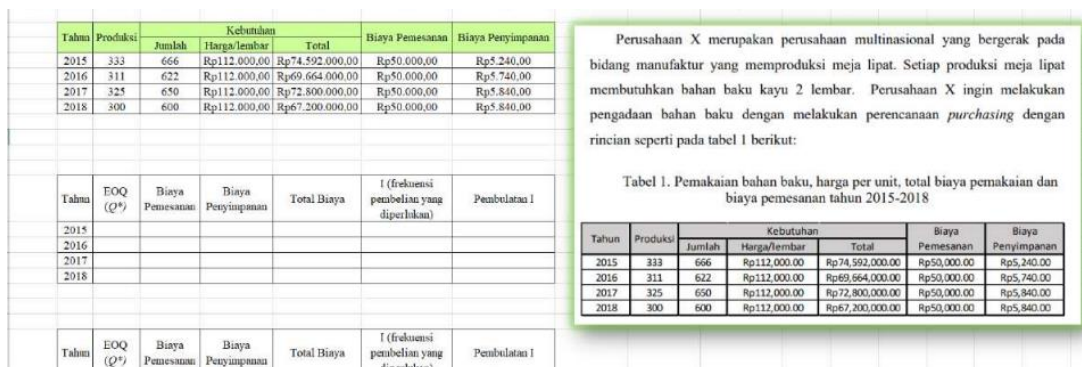 Tahun Produksi Kebutuhan Biaya Pemesanan Biaya Penyimpanan
Jumlah Harga/lembar Total
2015 333 666 Rp112.000,00 Rp74.592.000,00 Rp50.000,00 Rp5.240,00
2016 311 622 Rp112.000,00 Rp69.664.000,00 Rp50.000,00 Rp5.740,00
2017 325 650 Rp112.000,00 Rp72.800.000,00 Rp50.000,00 Rp5.840,00
2018 300 600 Rp112.000,00 Rp67.200.000,00 Rp50.000,00 Rp5.840,00
Tahun EOQ Biaya Biaya Total Biaya I (frekuensi Pembulatan I
(Q*) Pemesanan Penyimpanan pembelian yang
diperlukan)
2015
2016
2017
2018
Tahun EOQ Biaya Biaya Total Biaya I (frekuensi Pembulatan I
(Q*) Pemesanan Penyimpanan pembelian yang
diperlukan)
Perusahaan X merupakan perusahaan multinasional yang bergerak pada
bidang manufaktur yang memproduksi meja lipat. Setiap produksi meja lipat
membutuhkan bahan baku kayu 2 lembar. Perusahaan X ingin melakukan
pengadaan bahan baku dengan melakukan perencanaan purchasing dengan
rincian seperti pada tabel 1 berikut:
Tabel 1. Pemakaian bahan baku, harga per unit, total biaya pemakaian dan
biaya pemesanan tahun 2015-2018
Tahun Produksi Kebutuhan Biaya Biaya
Jumlah Harga/lembar Total Pemesanan Penyimpanan
2015 333 666 Rp112,000.00 Rp74,592,000.00 Rp50,000.00 Rp5,240.00
2016 311 622 Rp112,000.00 Rp69,664,000.00 Rp50,000.00 Rp5,740.00
2017 325 650 Rp112,000.00 Rp72,800,000.00 Rp50,000.00 Rp5,840.00
2018 300 600 Rp112,000.00 Rp67,200,000.00 Rp50,000.00 Rp5,840.00